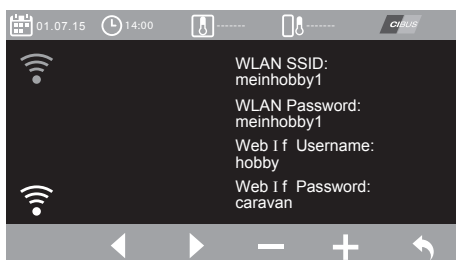 01.07.15 14:00 ------- ------- CIBUS
WLAN SSID:
meinhobby1
WLAN Password:
meinhobby1
Web If Username:
hobby
Web If Password:
caravan